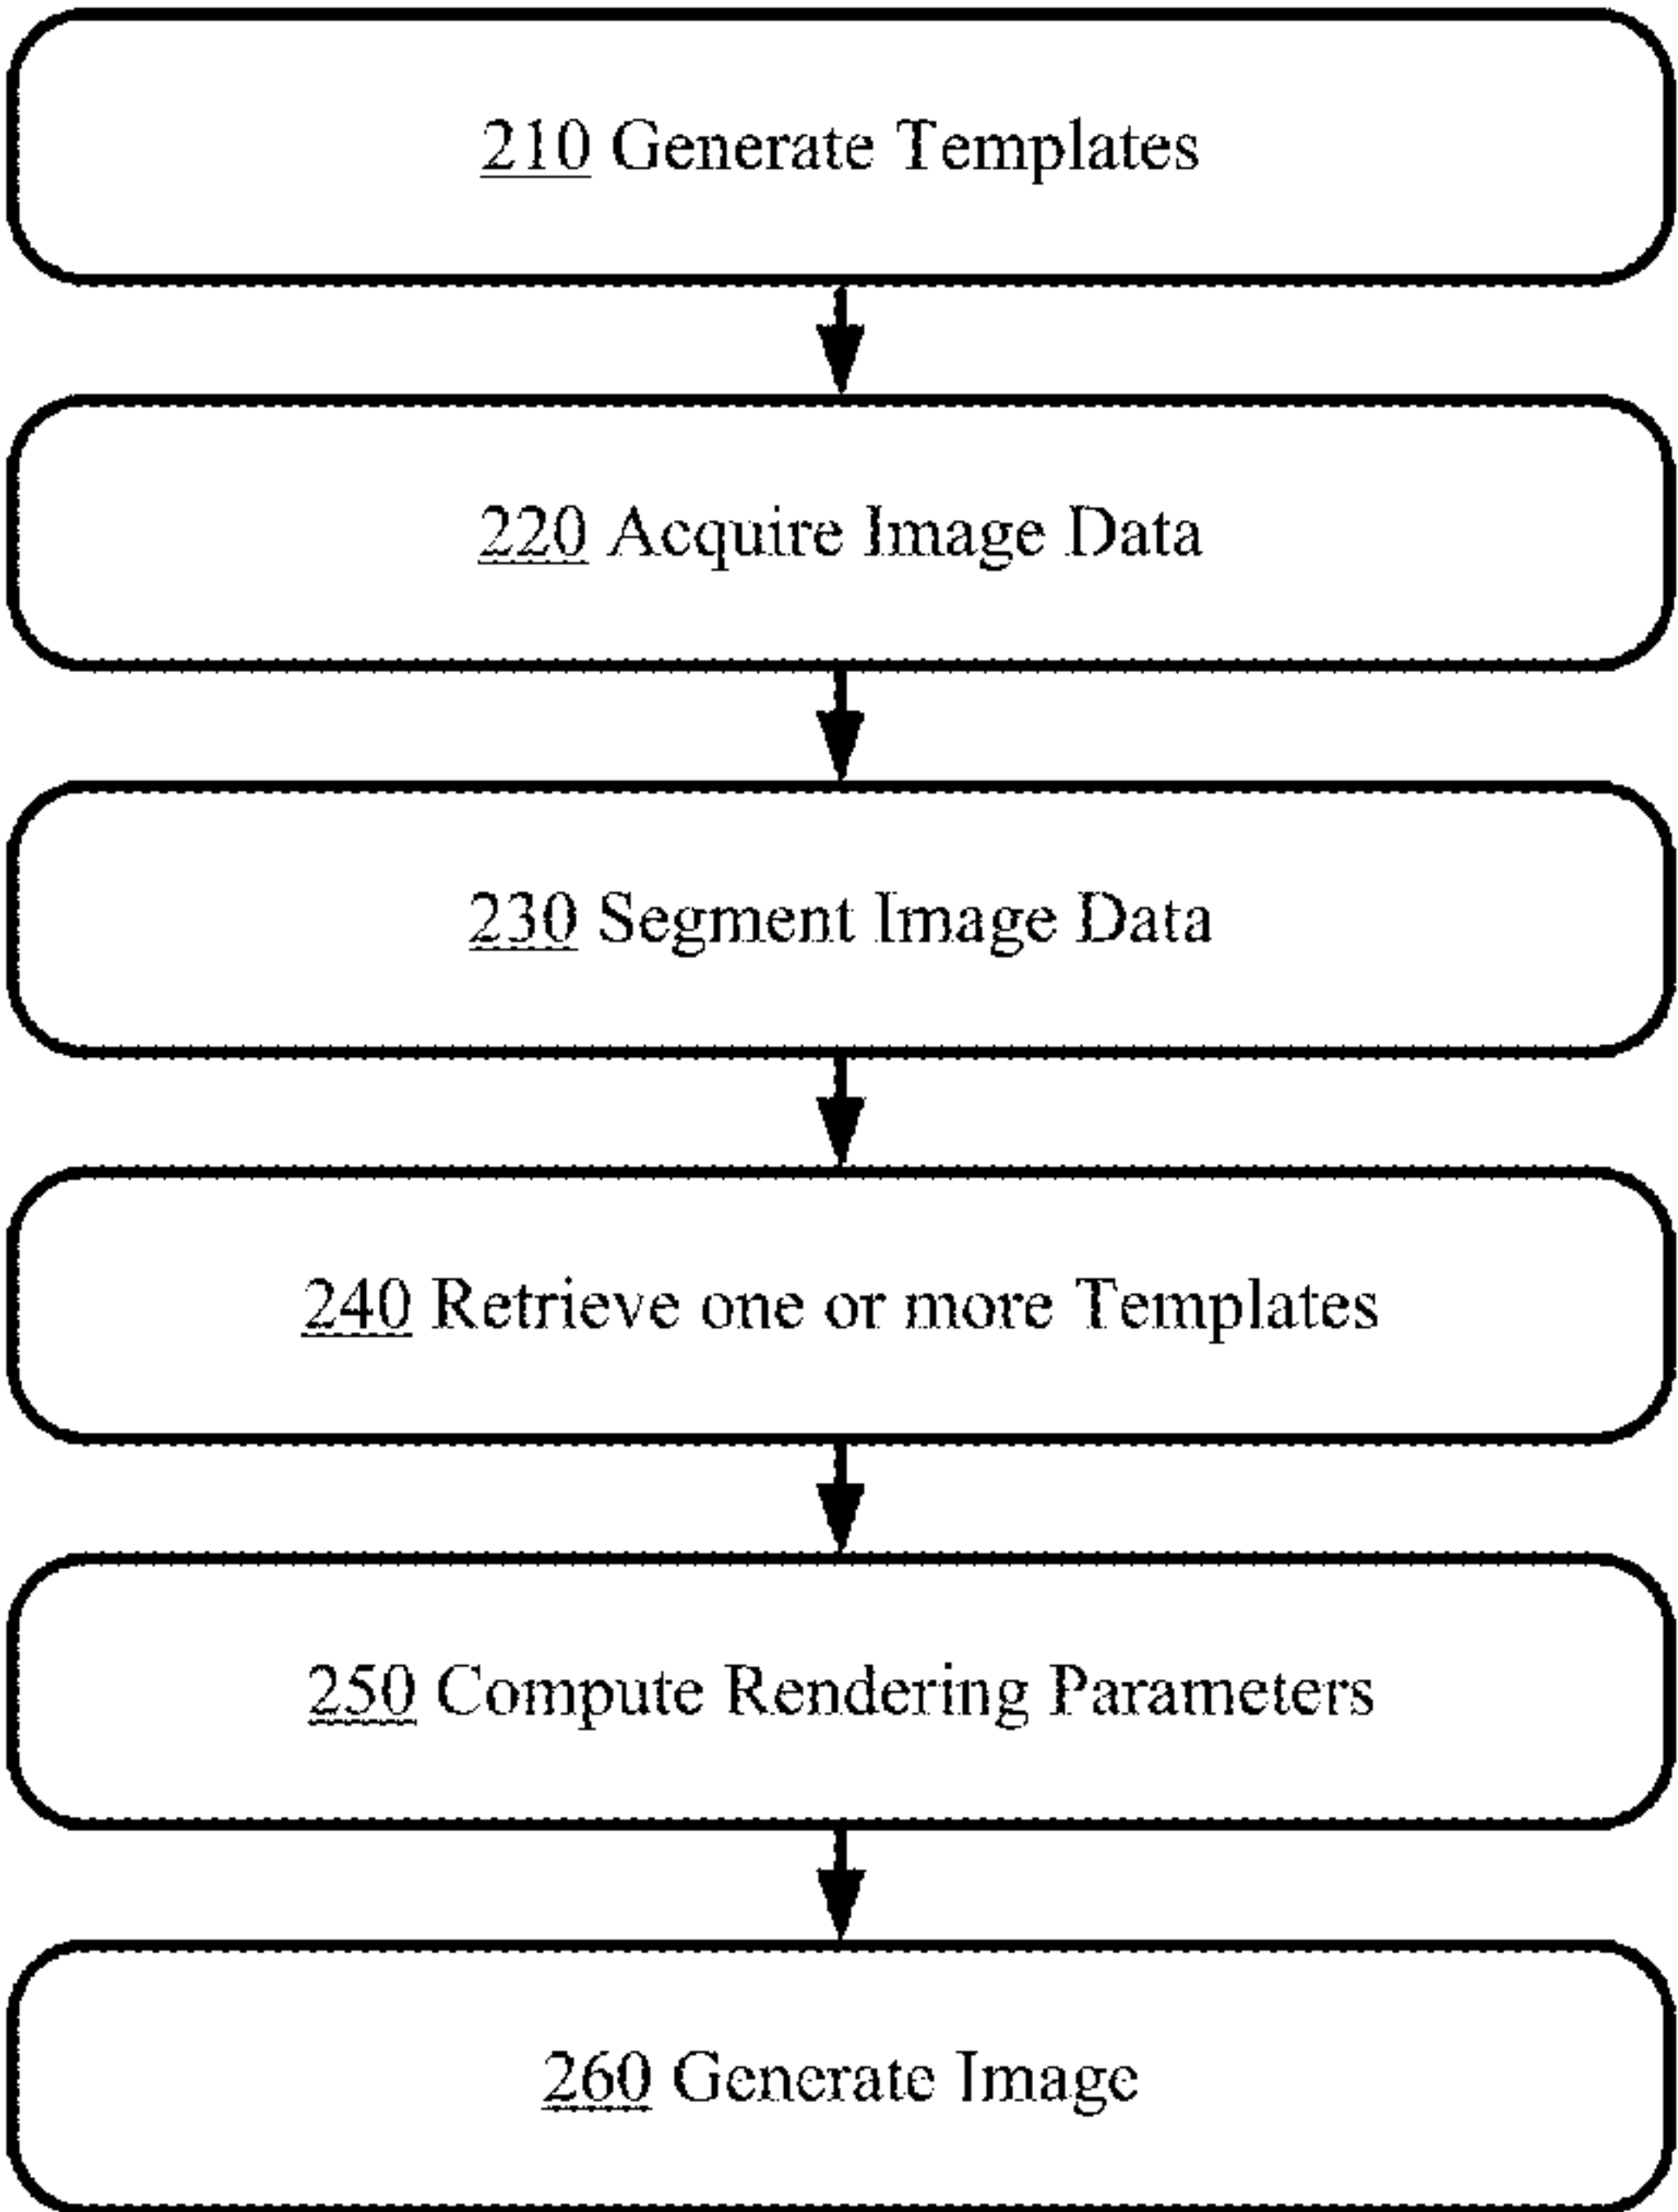 210 Generate Templates
220 Acquire Image Data
230 Segment Image Data
240 Retrieve one or more Templates
250 Compute Rendering Parameters
260 Generate Image